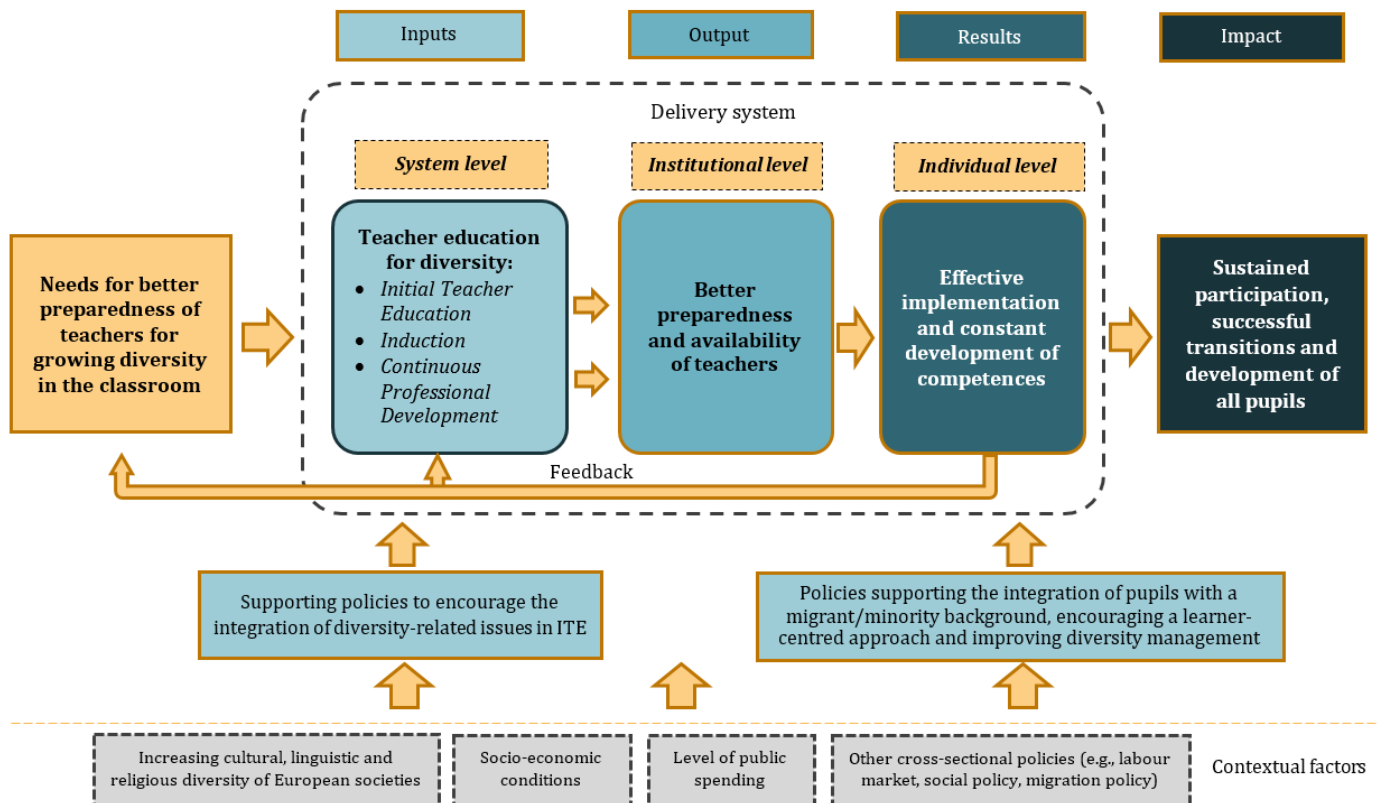 Inputs
Output
Results
Impact
Delivery system
System level
Institutional level
Individual level
Needs for better
preparedness of
teachers for
growing diversity
in the classroom
Teacher education
for diversity:
• Initial Teacher
Education
• Induction
• Continuous
Professional
Development
Better
preparedness
and availability
of teachers
Effective
implementation
and constant
development of
competences
Sustained
participation,
successful
transitions and
development of
all pupils
Feedback
Supporting policies to encourage the
integration of diversity-related issues in ITE
Policies supporting the integration of pupils with a
migrant/minority background, encouraging a learner-
centred approach and improving diversity management
Increasing cultural, linguistic and
religious diversity of European societies
Socio-economic
conditions
Level of public
spending
Other cross-sectional policies (e.g., labour
market, social policy, migration policy)
Contextual factors